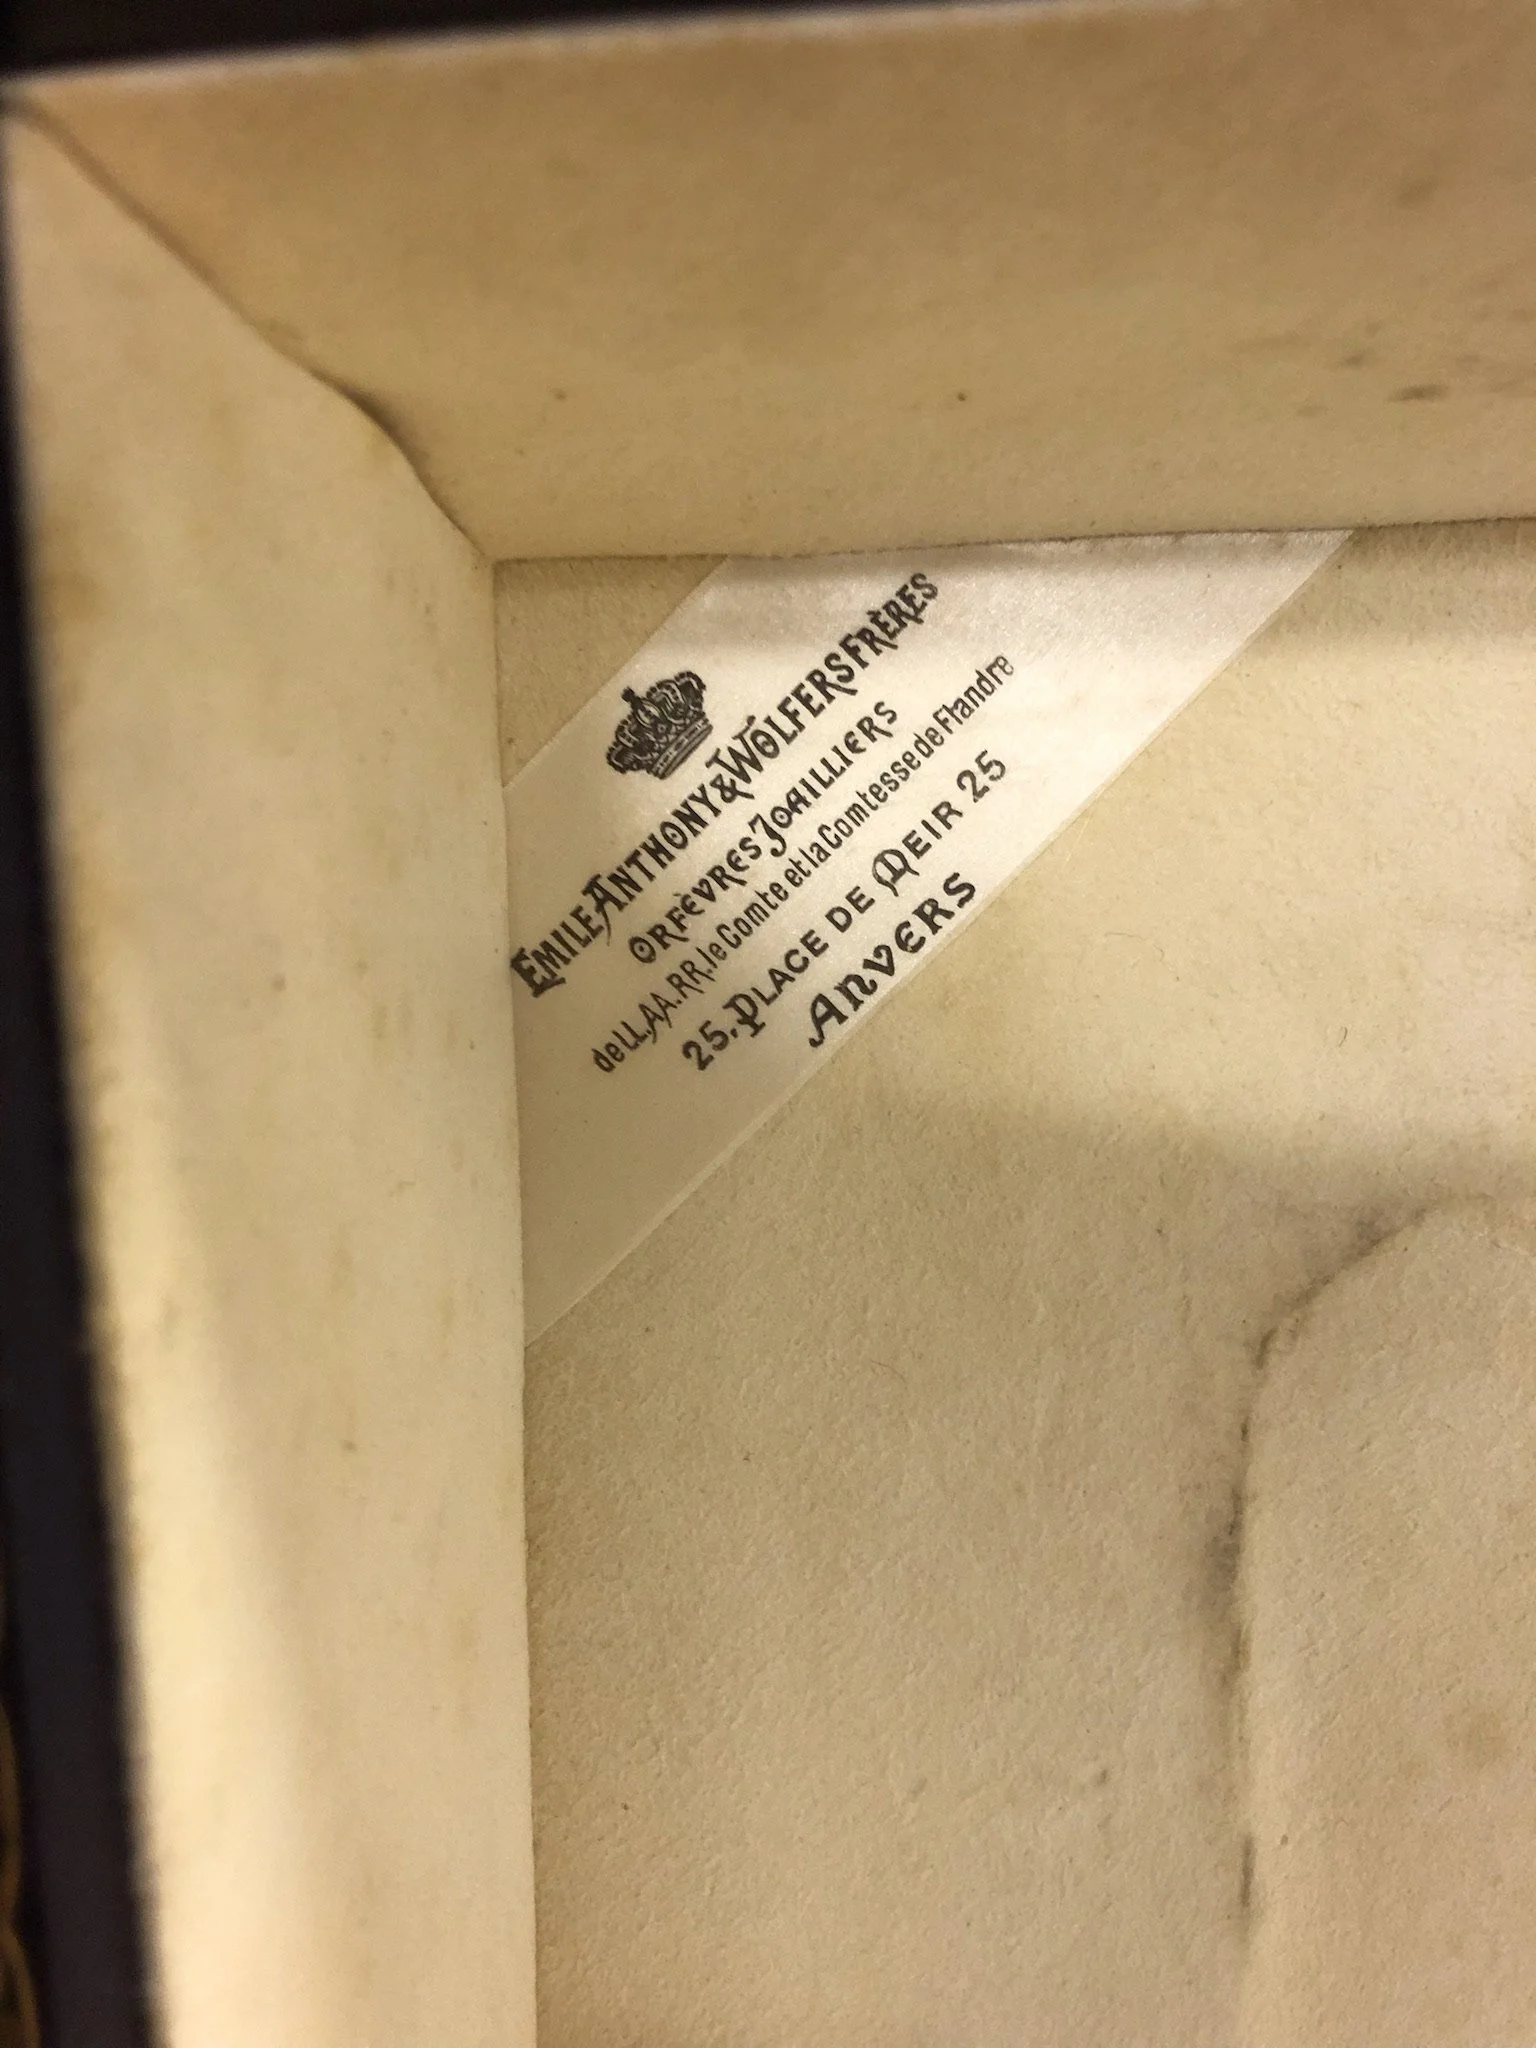 EMILE ANTHONY & WOLFERS FRÈRES
ORFÈVRES JOAILLIERS
de LL.AA.RR. le Comte et la Comtesse de Flandre
25, PLACE DE MEIR 25
ANVERS